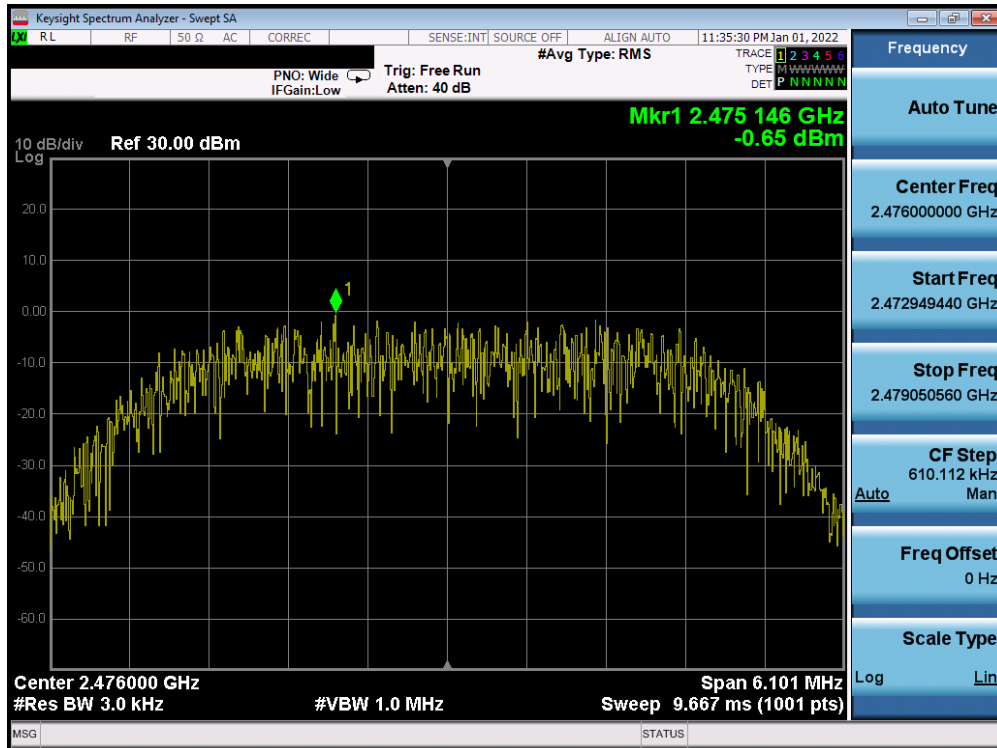 Keysight Spectrum Analyzer - Swept SA
LXI RL RF 50 Ω AC CORREC SENSE:INT SOURCE OFF ALIGN AUTO 11:35:30 PM Jan 01, 2022
#Avg Type: RMS
TRACE 1 2 3 4 5 6
PNO: Wide Trig: Free Run
TYPE M W W W W W
IFGain:Low Atten: 40 dB
DET P N N N N N
Mkr1 2.475 146 GHz
-0.65 dBm
10 dB/div Ref 30.00 dBm
Log
20.0
10.0
1
0.00
-10.0
-20.0
-30.0
-40.0
-50.0
-60.0
Center 2.476000 GHz Span 6.101 MHz
#Res BW 3.0 kHz #VBW 1.0 MHz Sweep 9.667 ms (1001 pts)
MSG STATUS
Frequency
Auto Tune
Center Freq
2.476000000 GHz
Start Freq
2.472949440 GHz
Stop Freq
2.479050560 GHz
CF Step
610.112 kHz
Auto Man
Freq Offset
0 Hz
Scale Type
Log Lin